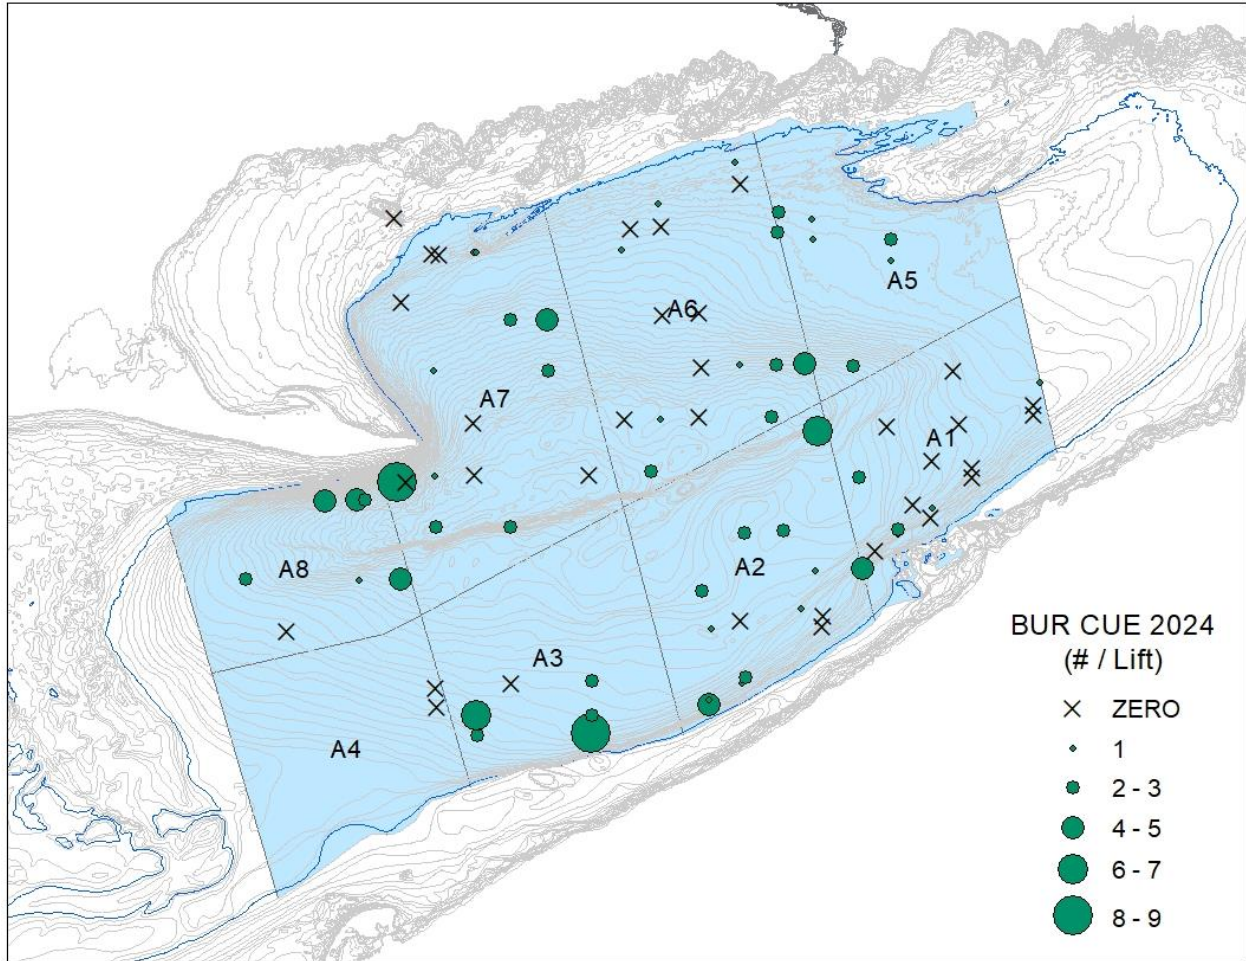 A5
A6
A7
A1
A8
A2
A3
A4
BUR CUE 2024
(# / Lift)
ZERO
1
2 - 3
4 - 5
6 - 7
8 - 9